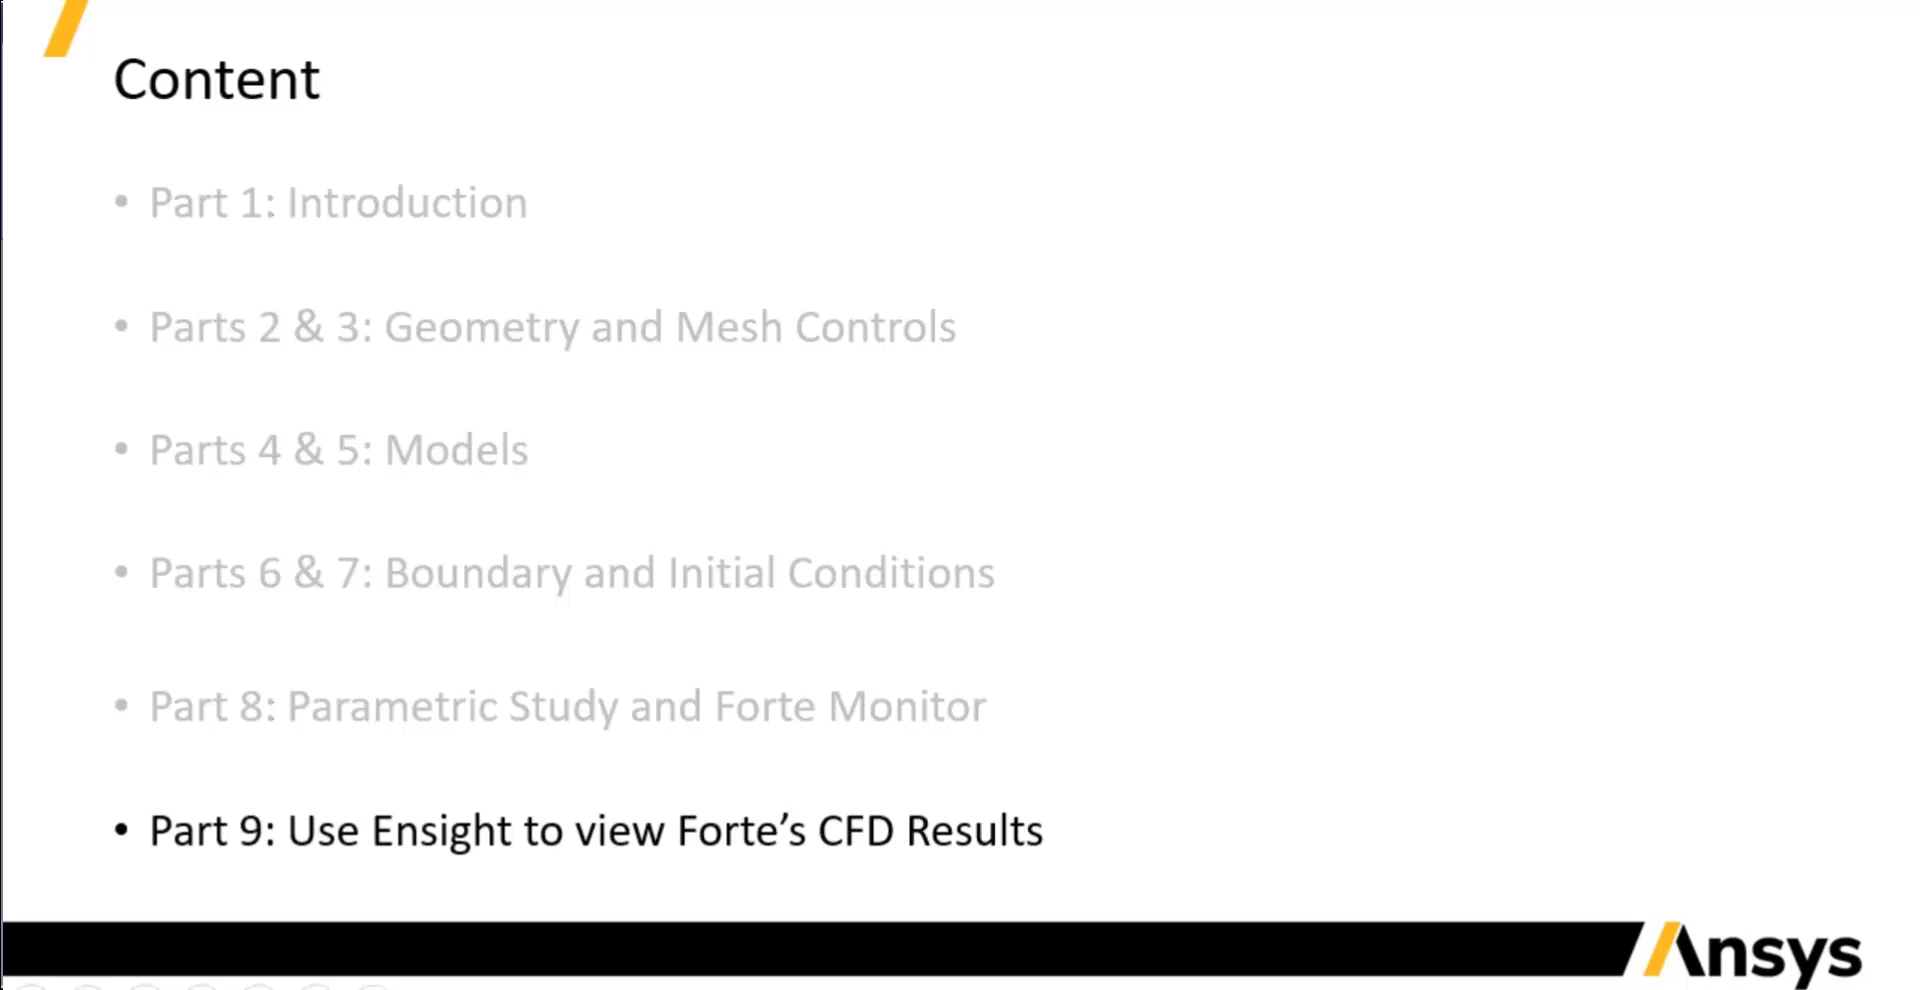 Content
• Part 1: Introduction
• Parts 2 & 3: Geometry and Mesh Controls
• Parts 4 & 5: Models
• Parts 6 & 7: Boundary and Initial Conditions
• Part 8: Parametric Study and Forte Monitor
• Part 9: Use Ensight to view Forte’s CFD Results
Ansys